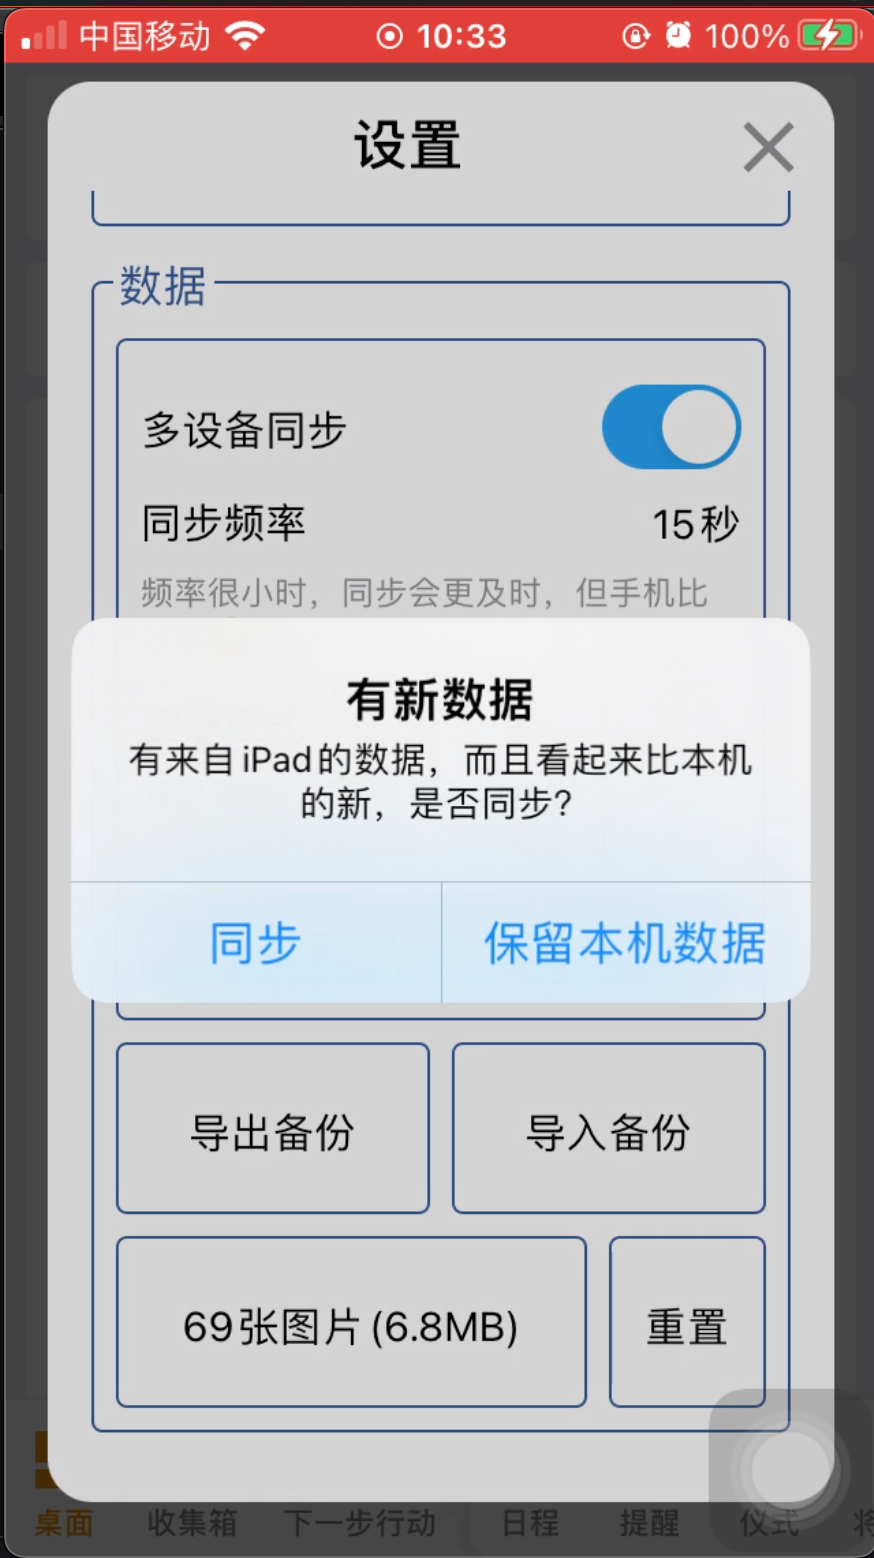 中国移动 10:33 100%
设置
数据
多设备同步
同步频率 15秒
频率很小时，同步会更及时，但手机比
有新数据
有来自iPad的数据，而且看起来比本机
的新，是否同步？
同步 保留本机数据
导出备份 导入备份
69张图片(6.8MB) 重置
桌面 收集箱 下一步行动 日程 提醒 仪式 将